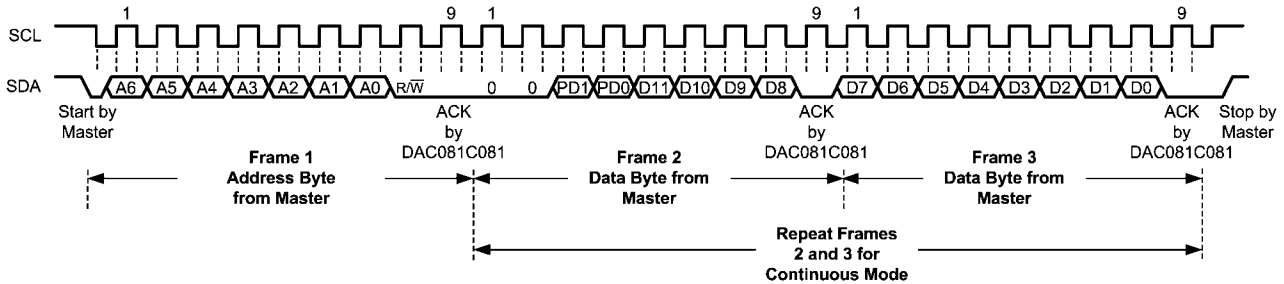 1 9 1 9 1 9
SCL
SDA A6 A5 A4 A3 A2 A1 A0 R/W̅ 0 0 PD1 PD0 D11 D10 D9 D8 D7 D6 D5 D4 D3 D2 D1 D0
Start by
Master
ACK
by
DAC081C081
ACK
by
DAC081C081
ACK
by
DAC081C081
Stop by
Master
Frame 1
Address Byte
from Master
Frame 2
Data Byte from
Master
Frame 3
Data Byte from
Master
Repeat Frames
2 and 3 for
Continuous Mode